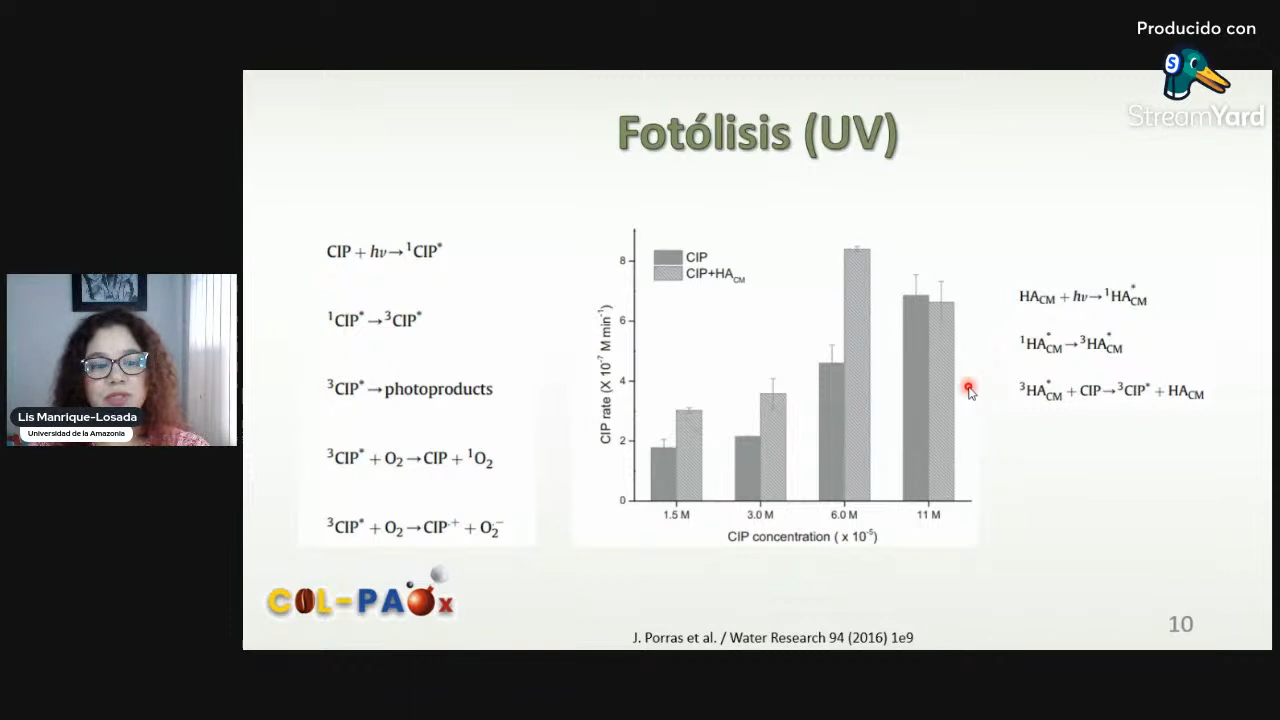 Producido con
StreamYard
Fotólisis (UV)
CIP + hν → ¹CIP*
¹CIP* → ³CIP*
³CIP* → photoproducts
³CIP* + O₂ → CIP + ¹O₂
³CIP* + O₂ → CIP·⁺ + O₂·⁻
CIP
CIP+HA_CM
CIP rate (X 10⁻⁷ M min⁻¹)
8
6
4
2
0
1.5 M 3.0 M 6.0 M 11 M
CIP concentration ( x 10⁻⁵)
HA_CM + hν → ¹HA*_CM
¹HA*_CM → ³HA*_CM
³HA*_CM + CIP → ³CIP* + HA_CM
Lis Manrique-Losada
Universidad de la Amazonia
COL-PAOx
J. Porras et al. / Water Research 94 (2016) 1e9
10